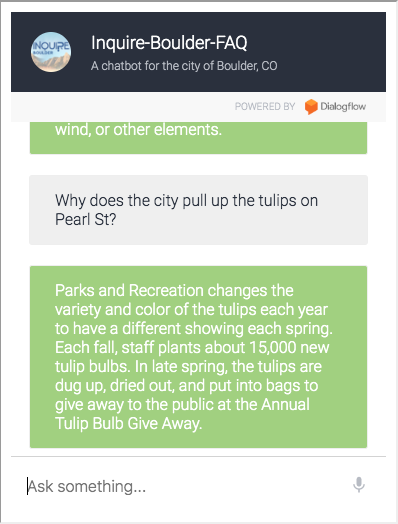 INQUIRE
BOULDER
Inquire-Boulder-FAQ
A chatbot for the city of Boulder, CO
POWERED BY Dialogflow
wind, or other elements.
Why does the city pull up the tulips on
Pearl St?
Parks and Recreation changes the
variety and color of the tulips each year
to have a different showing each spring.
Each fall, staff plants about 15,000 new
tulip bulbs. In late spring, the tulips are
dug up, dried out, and put into bags to
give away to the public at the Annual
Tulip Bulb Give Away.
Ask something...